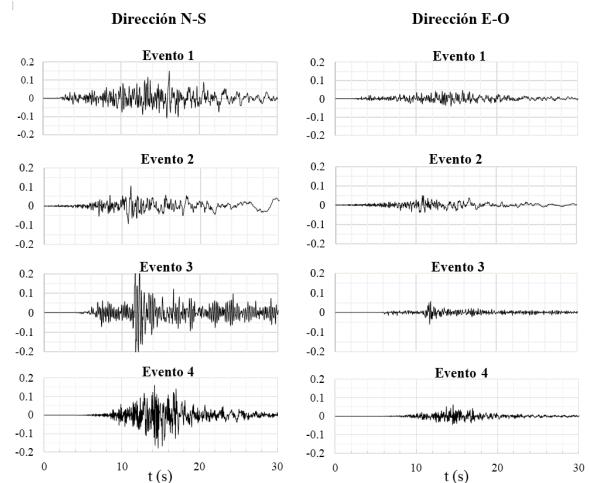 Dirección N-S
Dirección E-O
Evento 1
0.2
0.1
0
-0.1
-0.2
Evento 1
0.2
0.1
0
-0.1
-0.2
Evento 2
0.2
0.1
0
-0.1
-0.2
Evento 2
0.2
0.1
0
-0.1
-0.2
Evento 3
0.2
0.1
0
-0.1
-0.2
Evento 3
0.2
0.1
0
-0.1
-0.2
Evento 4
0.2
0.1
0
-0.1
-0.2
0 10 20 30
t (s)
Evento 4
0.2
0.1
0
-0.1
-0.2
0 10 20 30
t (s)